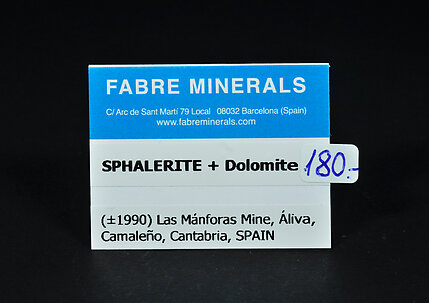 FABRE MINERALS
C/ Arc de Sant Martí 79 Local 08032 Barcelona (Spain)
www.fabreminerals.com
SPHALERITE + Dolomite 180.-
(±1990) Las Mánforas Mine, Áliva,
Camaleño, Cantabria, SPAIN